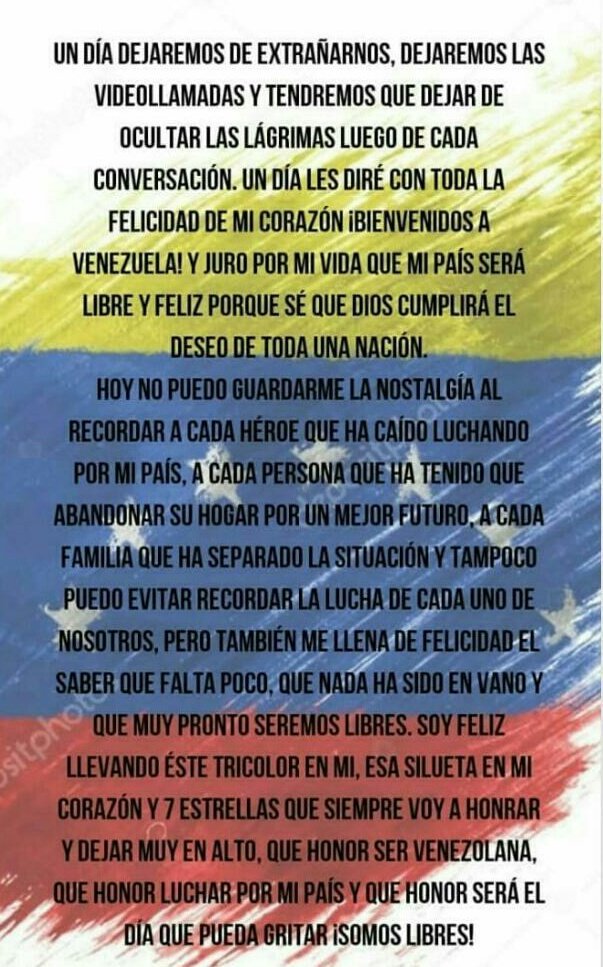 UN DÍA DEJAREMOS DE EXTRAÑARNOS, DEJAREMOS LAS
VIDEOLLAMADAS Y TENDREMOS QUE DEJAR DE
OCULTAR LAS LÁGRIMAS LUEGO DE CADA
CONVERSACIÓN. UN DÍA LES DIRÉ CON TODA LA
FELICIDAD DE MI CORAZÓN ¡BIENVENIDOS A
VENEZUELA! Y JURO POR MI VIDA QUE MI PAÍS SERÁ
LIBRE Y FELIZ PORQUE SÉ QUE DIOS CUMPLIRÁ EL
DESEO DE TODA UNA NACIÓN.
HOY NO PUEDO GUARDARME LA NOSTALGÍA AL
RECORDAR A CADA HÉROE QUE HA CAÍDO LUCHANDO
POR MI PAÍS, A CADA PERSONA QUE HA TENIDO QUE
ABANDONAR SU HOGAR POR UN MEJOR FUTURO, A CADA
FAMILIA QUE HA SEPARADO LA SITUACIÓN Y TAMPOCO
PUEDO EVITAR RECORDAR LA LUCHA DE CADA UNO DE
NOSOTROS, PERO TAMBIÉN ME LLENA DE FELICIDAD EL
SABER QUE FALTA POCO, QUE NADA HA SIDO EN VANO Y
QUE MUY PRONTO SEREMOS LIBRES. SOY FELIZ
LLEVANDO ÉSTE TRICOLOR EN MI, ESA SILUETA EN MI
CORAZÓN Y 7 ESTRELLAS QUE SIEMPRE VOY A HONRAR
Y DEJAR MUY EN ALTO, QUE HONOR SER VENEZOLANA,
QUE HONOR LUCHAR POR MI PAÍS Y QUE HONOR SERÁ EL
DÍA QUE PUEDA GRITAR ¡SOMOS LIBRES!